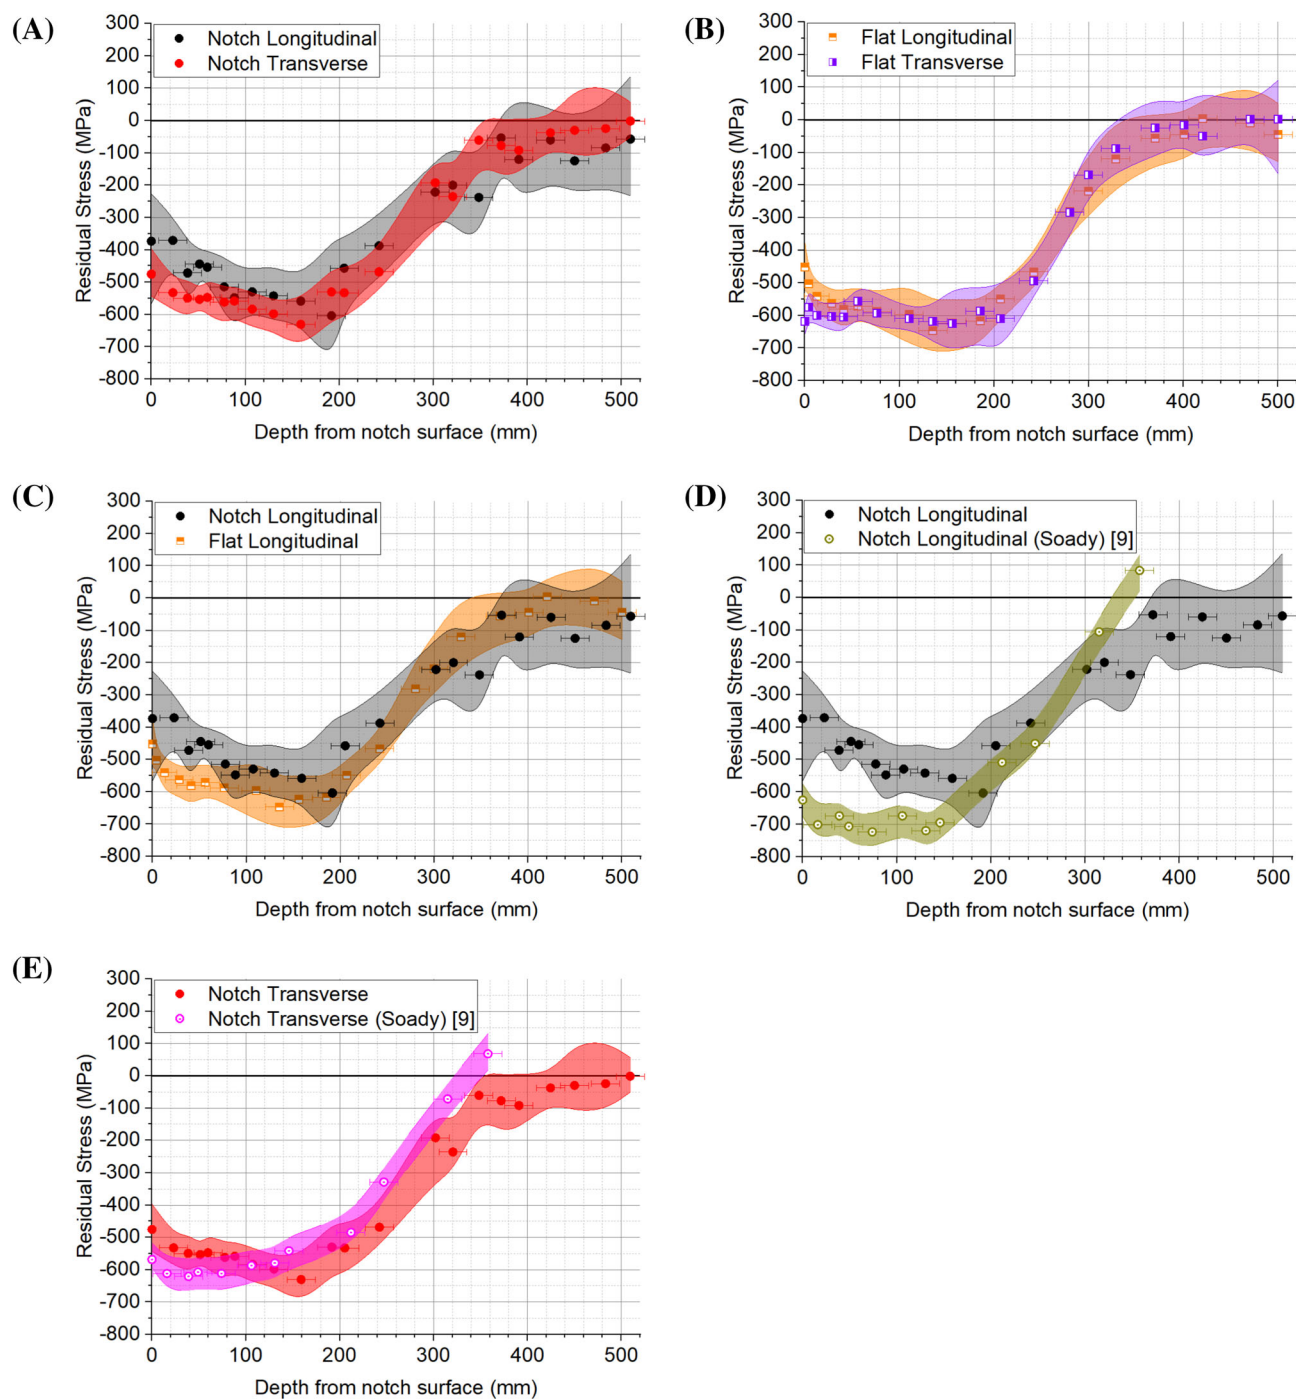 (A)
Notch Longitudinal
Notch Transverse
300
200
100
0
-100
-200
-300
-400
-500
-600
-700
-800
Residual Stress (MPa)
0 100 200 300 400 500
Depth from notch surface (mm)
(B)
Flat Longitudinal
Flat Transverse
300
200
100
0
-100
-200
-300
-400
-500
-600
-700
-800
Residual Stress (MPa)
0 100 200 300 400 500
Depth from notch surface (mm)
(C)
Notch Longitudinal
Flat Longitudinal
300
200
100
0
-100
-200
-300
-400
-500
-600
-700
-800
Residual Stress (MPa)
0 100 200 300 400 500
Depth from notch surface (mm)
(D)
Notch Longitudinal
Notch Longitudinal (Soady) [9]
300
200
100
0
-100
-200
-300
-400
-500
-600
-700
-800
Residual Stress (MPa)
0 100 200 300 400 500
Depth from notch surface (mm)
(E)
Notch Transverse
Notch Transverse (Soady) [9]
300
200
100
0
-100
-200
-300
-400
-500
-600
-700
-800
Residual Stress (MPa)
0 100 200 300 400 500
Depth from notch surface (mm)